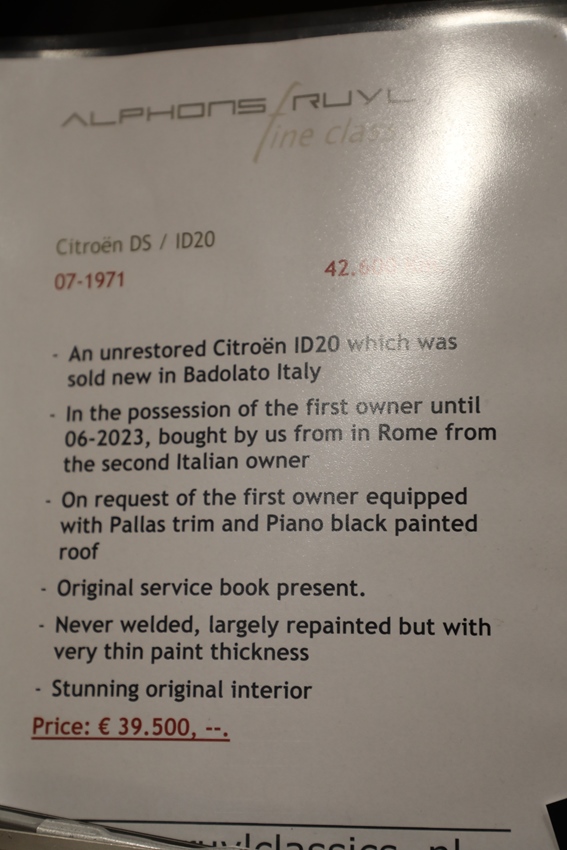 ALPHONS RUYL
fine class
Citroën DS / ID20
07-1971
42.600
- An unrestored Citroën ID20 which was
sold new in Badolato Italy
- In the possession of the first owner until
06-2023, bought by us from in Rome from
the second Italian owner
- On request of the first owner equipped
with Pallas trim and Piano black painted
roof
- Original service book present.
- Never welded, largely repainted but with
very thin paint thickness
- Stunning original interior
Price: € 39.500, --.
ruylclassics.nl